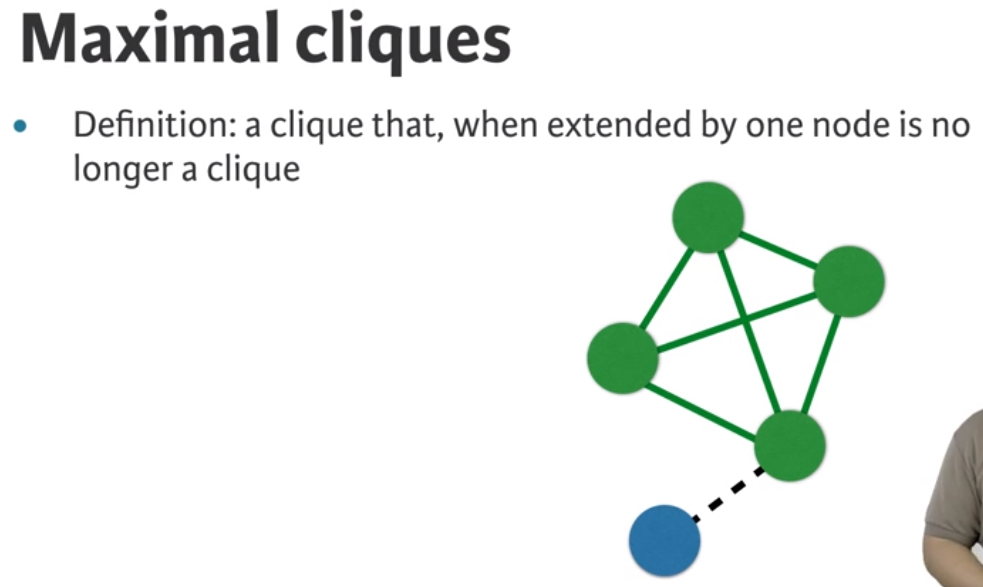 Maximal cliques
• Definition: a clique that, when extended by one node is no
longer a clique